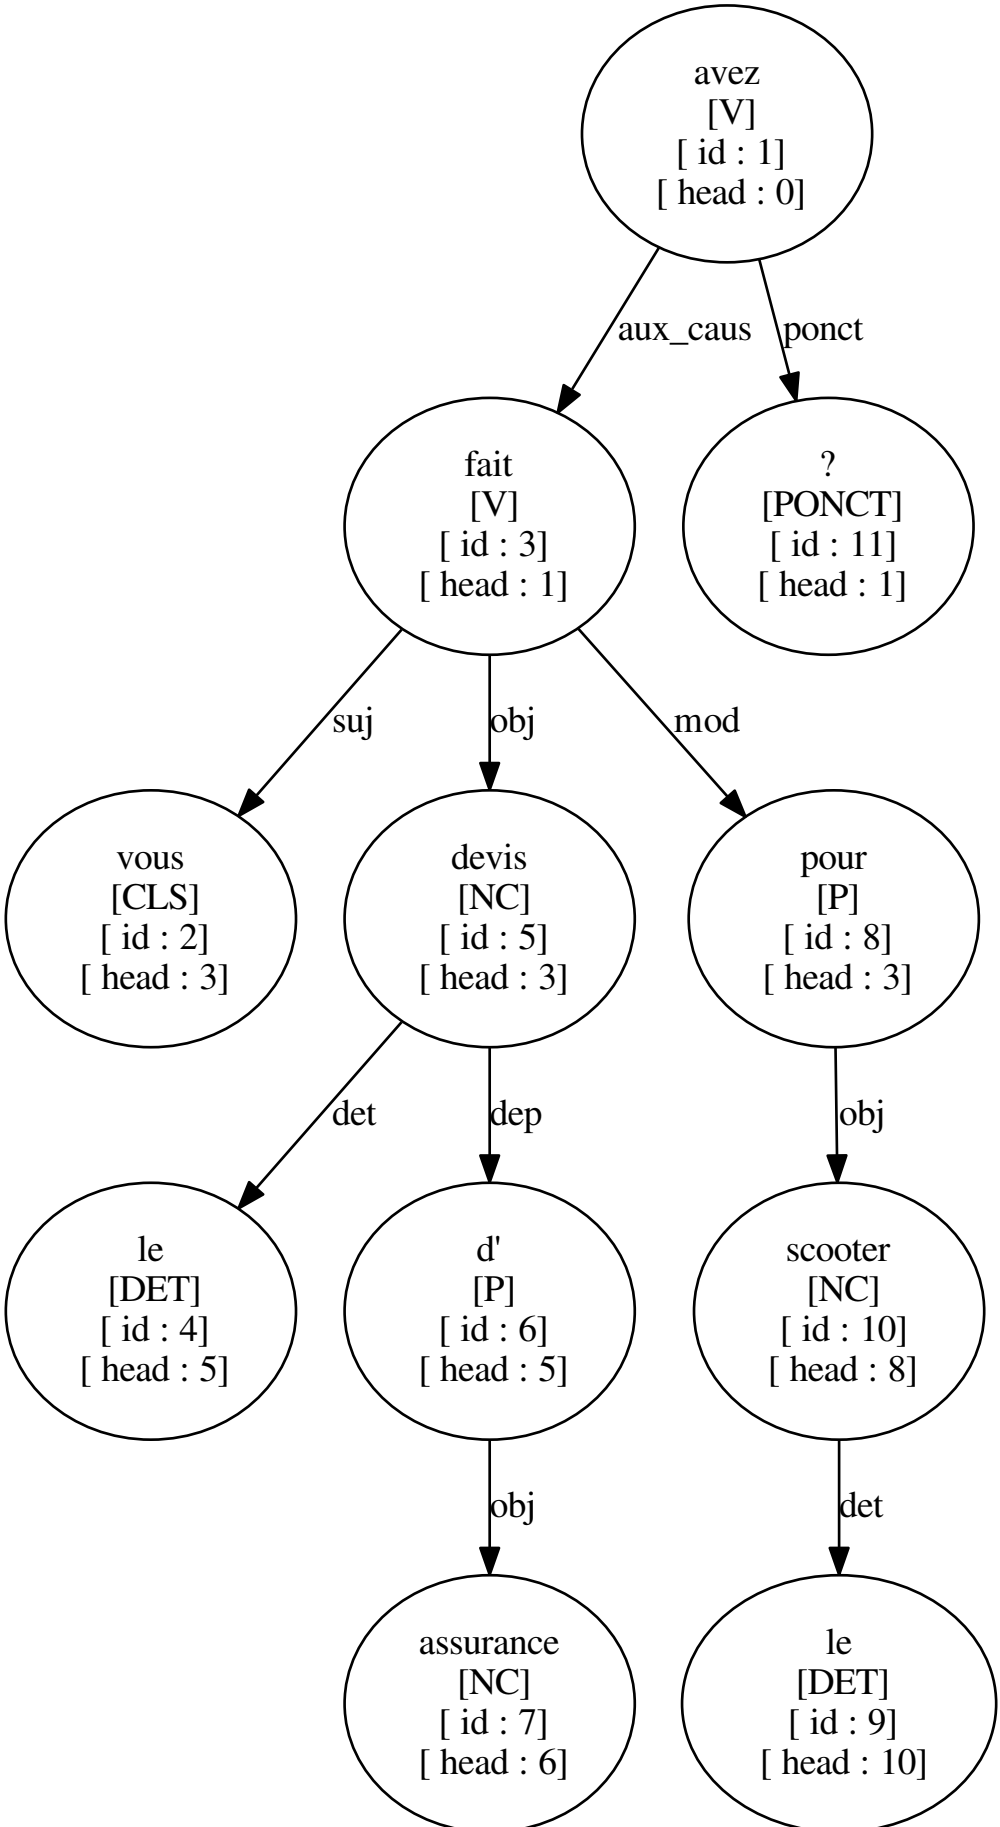 avez
[V]
[ id : 1]
[ head : 0]
aux_caus
ponct
fait
[V]
[ id : 3]
[ head : 1]
?
[PONCT]
[ id : 11]
[ head : 1]
suj
obj
mod
vous
[CLS]
[ id : 2]
[ head : 3]
devis
[NC]
[ id : 5]
[ head : 3]
pour
[P]
[ id : 8]
[ head : 3]
det
dep
obj
le
[DET]
[ id : 4]
[ head : 5]
d'
[P]
[ id : 6]
[ head : 5]
scooter
[NC]
[ id : 10]
[ head : 8]
obj
det
assurance
[NC]
[ id : 7]
[ head : 6]
le
[DET]
[ id : 9]
[ head : 10]